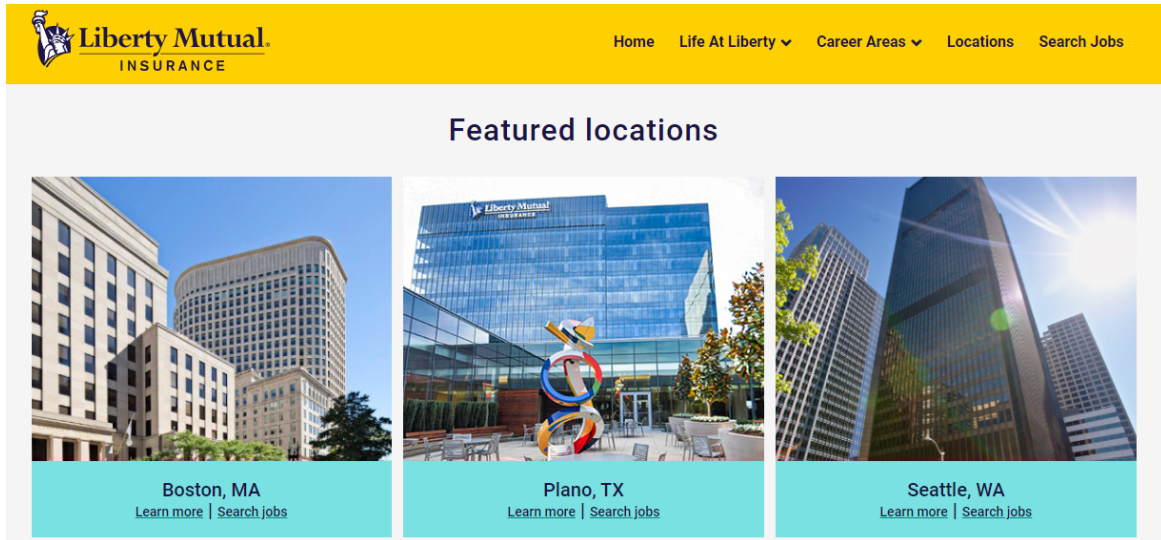 Liberty Mutual.
INSURANCE
Home Life At Liberty Career Areas Locations Search Jobs
Featured locations
Liberty Mutual
INSURANCE
Boston, MA
Learn more | Search jobs
Plano, TX
Learn more | Search jobs
Seattle, WA
Learn more | Search jobs